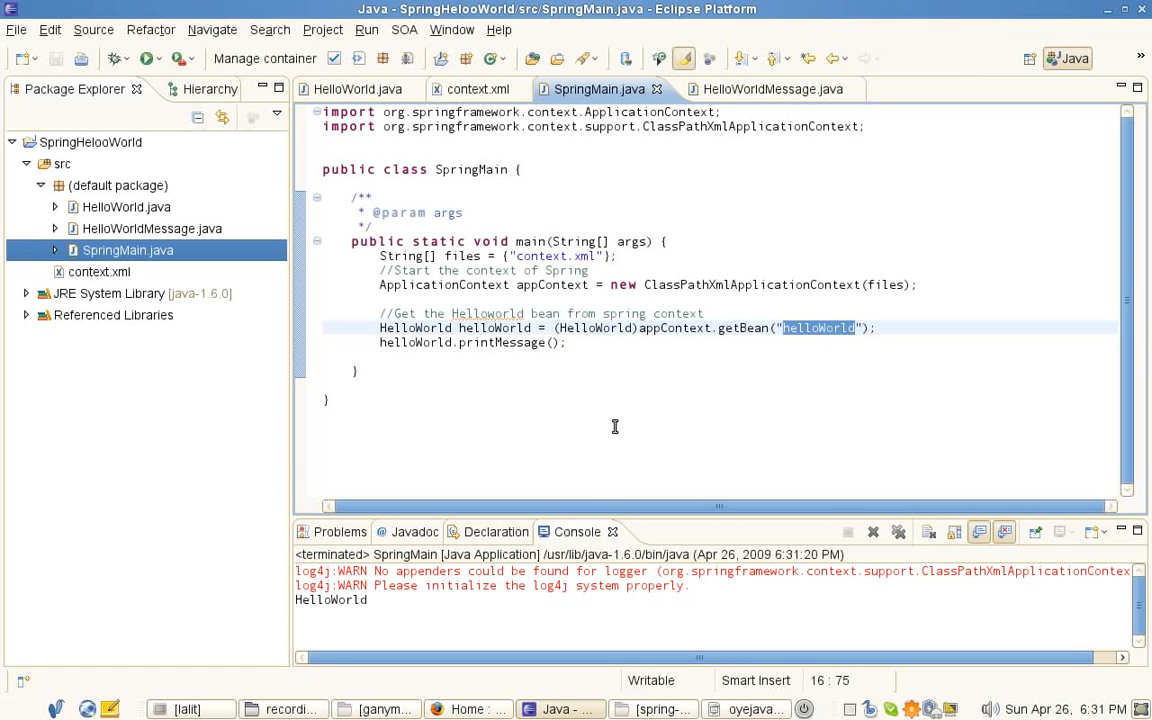 Java - SpringHelooWorld/src/SpringMain.java - Eclipse Platform
File Edit Source Refactor Navigate Search Project Run SOA Window Help
Manage container Java »
Package Explorer Hierarchy HelloWorld.java context.xml SpringMain.java HelloWorldMessage.java
SpringHelooWorld
src
(default package)
HelloWorld.java
HelloWorldMessage.java
SpringMain.java
context.xml
JRE System Library [java-1.6.0]
Referenced Libraries
import org.springframework.context.ApplicationContext;
import org.springframework.context.support.ClassPathXmlApplicationContext;
public class SpringMain {
/**
* @param args
*/
public static void main(String[] args) {
String[] files = {"context.xml"};
//Start the context of Spring
ApplicationContext appContext = new ClassPathXmlApplicationContext(files);
//Get the Helloworld bean from spring context
HelloWorld helloWorld = (HelloWorld)appContext.getBean("helloWorld");
helloWorld.printMessage();
}
}
Problems @ Javadoc Declaration Console
<terminated> SpringMain [Java Application] /usr/lib/java-1.6.0/bin/java (Apr 26, 2009 6:31:20 PM)
log4j:WARN No appenders could be found for logger (org.springframework.context.support.ClassPathXmlApplicationContex
log4j:WARN Please initialize the log4j system properly.
HelloWorld
Writable Smart Insert 16 : 75
[lalit] recordi... [ganym... Home : ... Java - ... [spring-... oyejava... Sun Apr 26, 6:31 PM